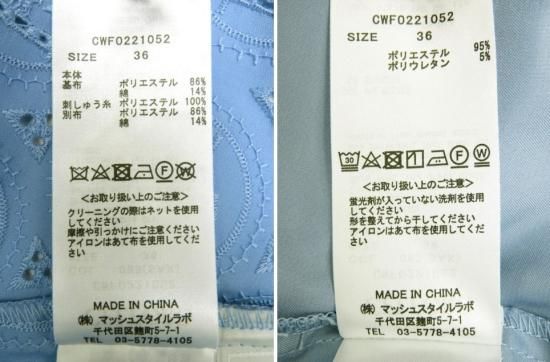 CWF0221052
SIZE 36
本体
基布 ポリエステル 86%
綿 14%
刺しゅう糸 ポリエステル 100%
別布 ポリエステル 86%
綿 14%
<お取り扱い上のご注意>
クリーニングの際はネットを使用
してください
摩擦や引っかけにご注意ください
アイロンはあて布を使用してくだ
さい
MADE IN CHINA
(株) マッシュスタイルラボ
千代田区麹町5-7-1
TEL 03-5778-4105
CWF0221052
SIZE 36
ポリエステル 95%
ポリウレタン 5%
30
<お取り扱い上のご注意>
蛍光剤が入っていない洗剤を使用
してください
形を整えてから干してください
アイロンはあて布を使用してくだ
さい
MADE IN CHINA
(株) マッシュスタイルラボ
千代田区麹町5-7-1
TEL 03-5778-4105